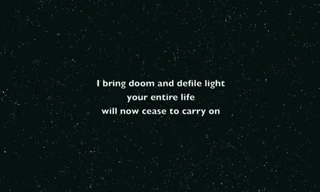 I bring doom and defile light
your entire life
will now cease to carry on